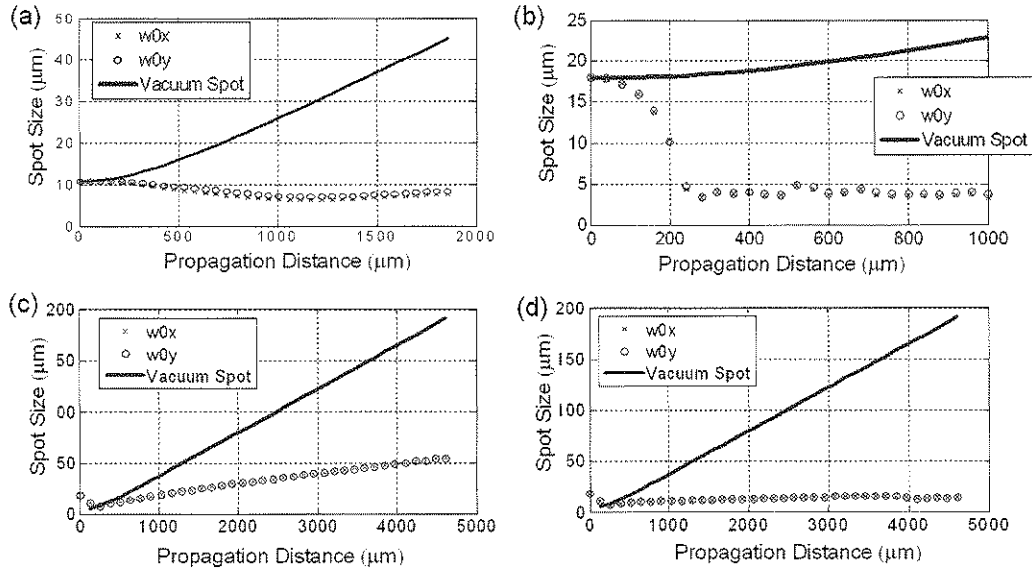 (a)
50
40
30
20
10
0
Spot Size (μm)
× w0x
○ w0y
Vacuum Spot
0 500 1000 1500 2000
Propagation Distance (μm)
(b)
25
20
15
10
5
0
Spot Size (μm)
× w0x
○ w0y
Vacuum Spot
0 200 400 600 800 1000
Propagation Distance (μm)
(c)
200
50
00
50
0
Spot Size (μm)
× w0x
○ w0y
Vacuum Spot
0 1000 2000 3000 4000 5000
Propagation Distance (μm)
(d)
200
150
100
50
0
Spot Size (μm)
× w0x
○ w0y
Vacuum Spot
0 1000 2000 3000 4000 5000
Propagation Distance (μm)